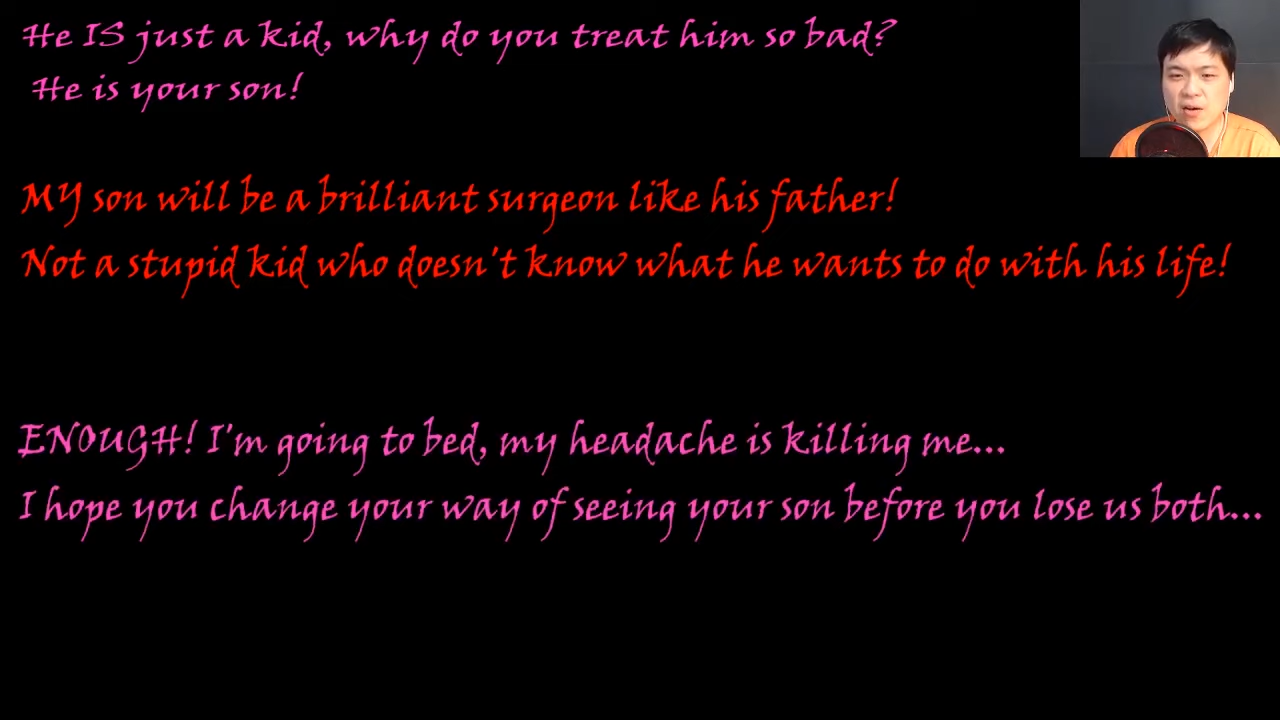 He IS just a kid, why do you treat him so bad?
He is your son!
MY son will be a brilliant surgeon like his father!
Not a stupid kid who doesn't know what he wants to do with his life!
ENOUGH! I'm going to bed, my headache is killing me...
I hope you change your way of seeing your son before you lose us both...